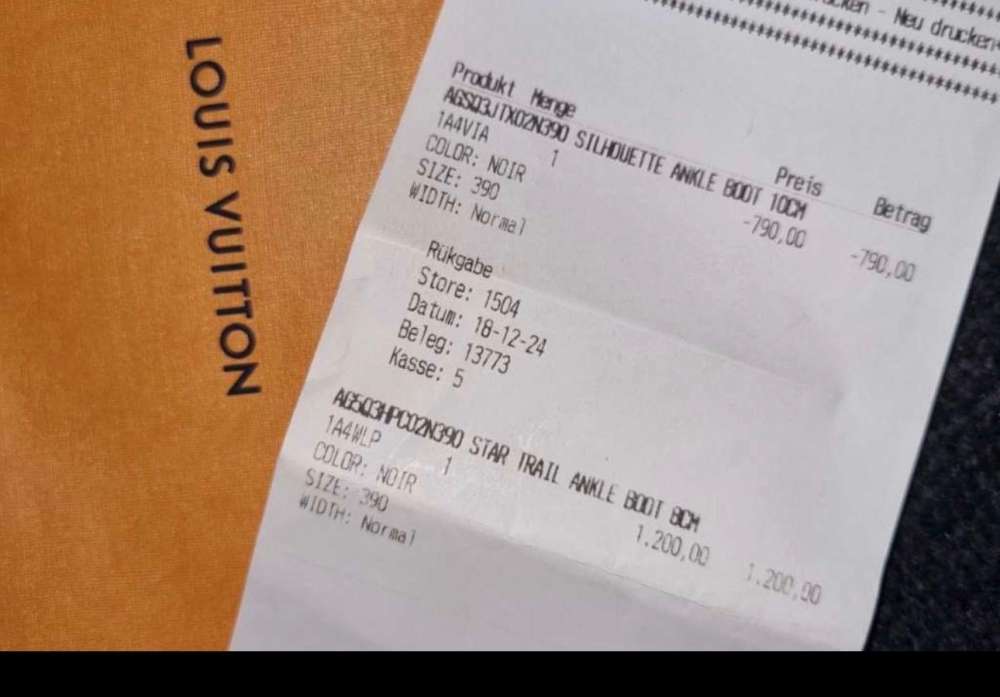 LOUIS VUITTON
- Neu drucken
Produkt Menge Preis Betrag
AGSQ3JTX02N390 SILHOUETTE ANKLE BOOT 10CM
1A4VIA 1 -790,00 -790,00
COLOR: NOIR
SIZE: 390
WIDTH: Normal
Rükgabe
Store: 1504
Datum: 18-12-24
Beleg: 13773
Kasse: 5
AGSQ3HPC02N390 STAR TRAIL ANKLE BOOT 8CM
1A4WLP 1 1.200,00 1.200,00
COLOR: NOIR
SIZE: 390
WIDTH: Normal